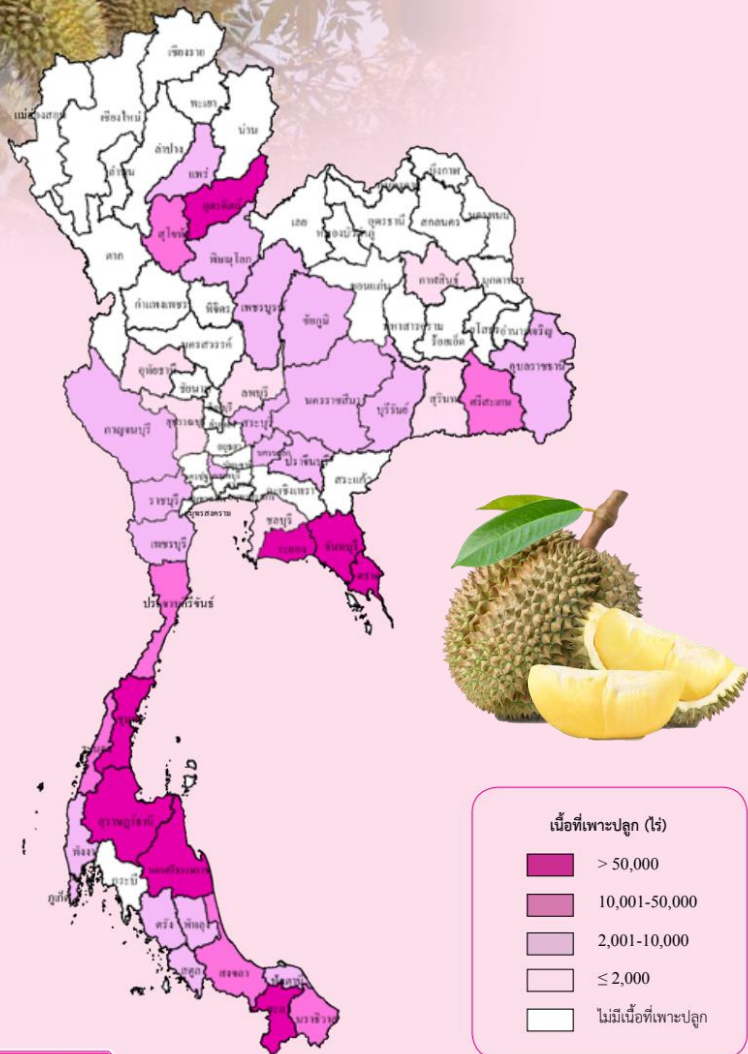 เชียงราย
พะเยา
แม่ฮ่องสอน
เชียงใหม่
น่าน
ลำปาง
ลำพูน
แพร่
อุตรดิตถ์
บึงกาฬ
เลย
อุดรธานี
สกลนคร
นครพนม
หนองบัวลำภู
สุโขทัย
ตาก
พิษณุโลก
ขอนแก่น
กาฬสินธุ์
มุกดาหาร
กำแพงเพชร
พิจิตร
เพชรบูรณ์
ชัยภูมิ
มหาสารคาม
ร้อยเอ็ด
ยโสธร
อำนาจเจริญ
นครสวรรค์
อุทัยธานี
ชัยนาท
ลพบุรี
อุบลราชธานี
นครราชสีมา
บุรีรัมย์
สุรินทร์
ศรีสะเกษ
กาญจนบุรี
สุพรรณบุรี
สระบุรี
ปราจีนบุรี
สระแก้ว
ราชบุรี
ฉะเชิงเทรา
สมุทรสงคราม
ชลบุรี
เพชรบุรี
ระยอง
จันทบุรี
ตราด
ประจวบคีรีขันธ์
ชุมพร
ระนอง
สุราษฎร์ธานี
พังงา
นครศรีธรรมราช
กระบี่
ภูเก็ต
ตรัง
พัทลุง
สตูล
สงขลา
ปัตตานี
ยะลา
นราธิวาส
เนื้อที่เพาะปลูก (ไร่)
> 50,000
10,001-50,000
2,001-10,000
≤ 2,000
ไม่มีเนื้อที่เพาะปลูก